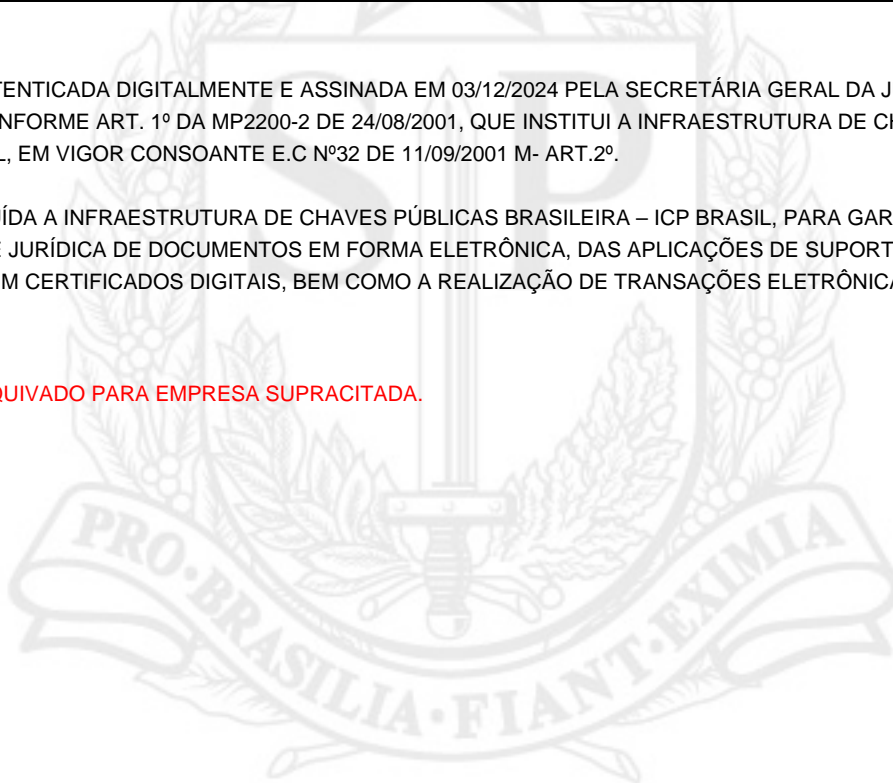 TENTICADA DIGITALMENTE E ASSINADA EM 03/12/2024 PELA SECRETÁRIA GERAL DA J
NFORME ART. 1º DA MP2200-2 DE 24/08/2001, QUE INSTITUI A INFRAESTRUTURA DE CH
L, EM VIGOR CONSOANTE E.C Nº32 DE 11/09/2001 M- ART.2º.
ÍDA A INFRAESTRUTURA DE CHAVES PÚBLICAS BRASILEIRA – ICP BRASIL, PARA GAR
E JURÍDICA DE DOCUMENTOS EM FORMA ELETRÔNICA, DAS APLICAÇÕES DE SUPORT
M CERTIFICADOS DIGITAIS, BEM COMO A REALIZAÇÃO DE TRANSAÇÕES ELETRÔNICA
QUIVADO PARA EMPRESA SUPRACITADA.
SP
PRO·BRASILIA·FIANT·EXIMIA